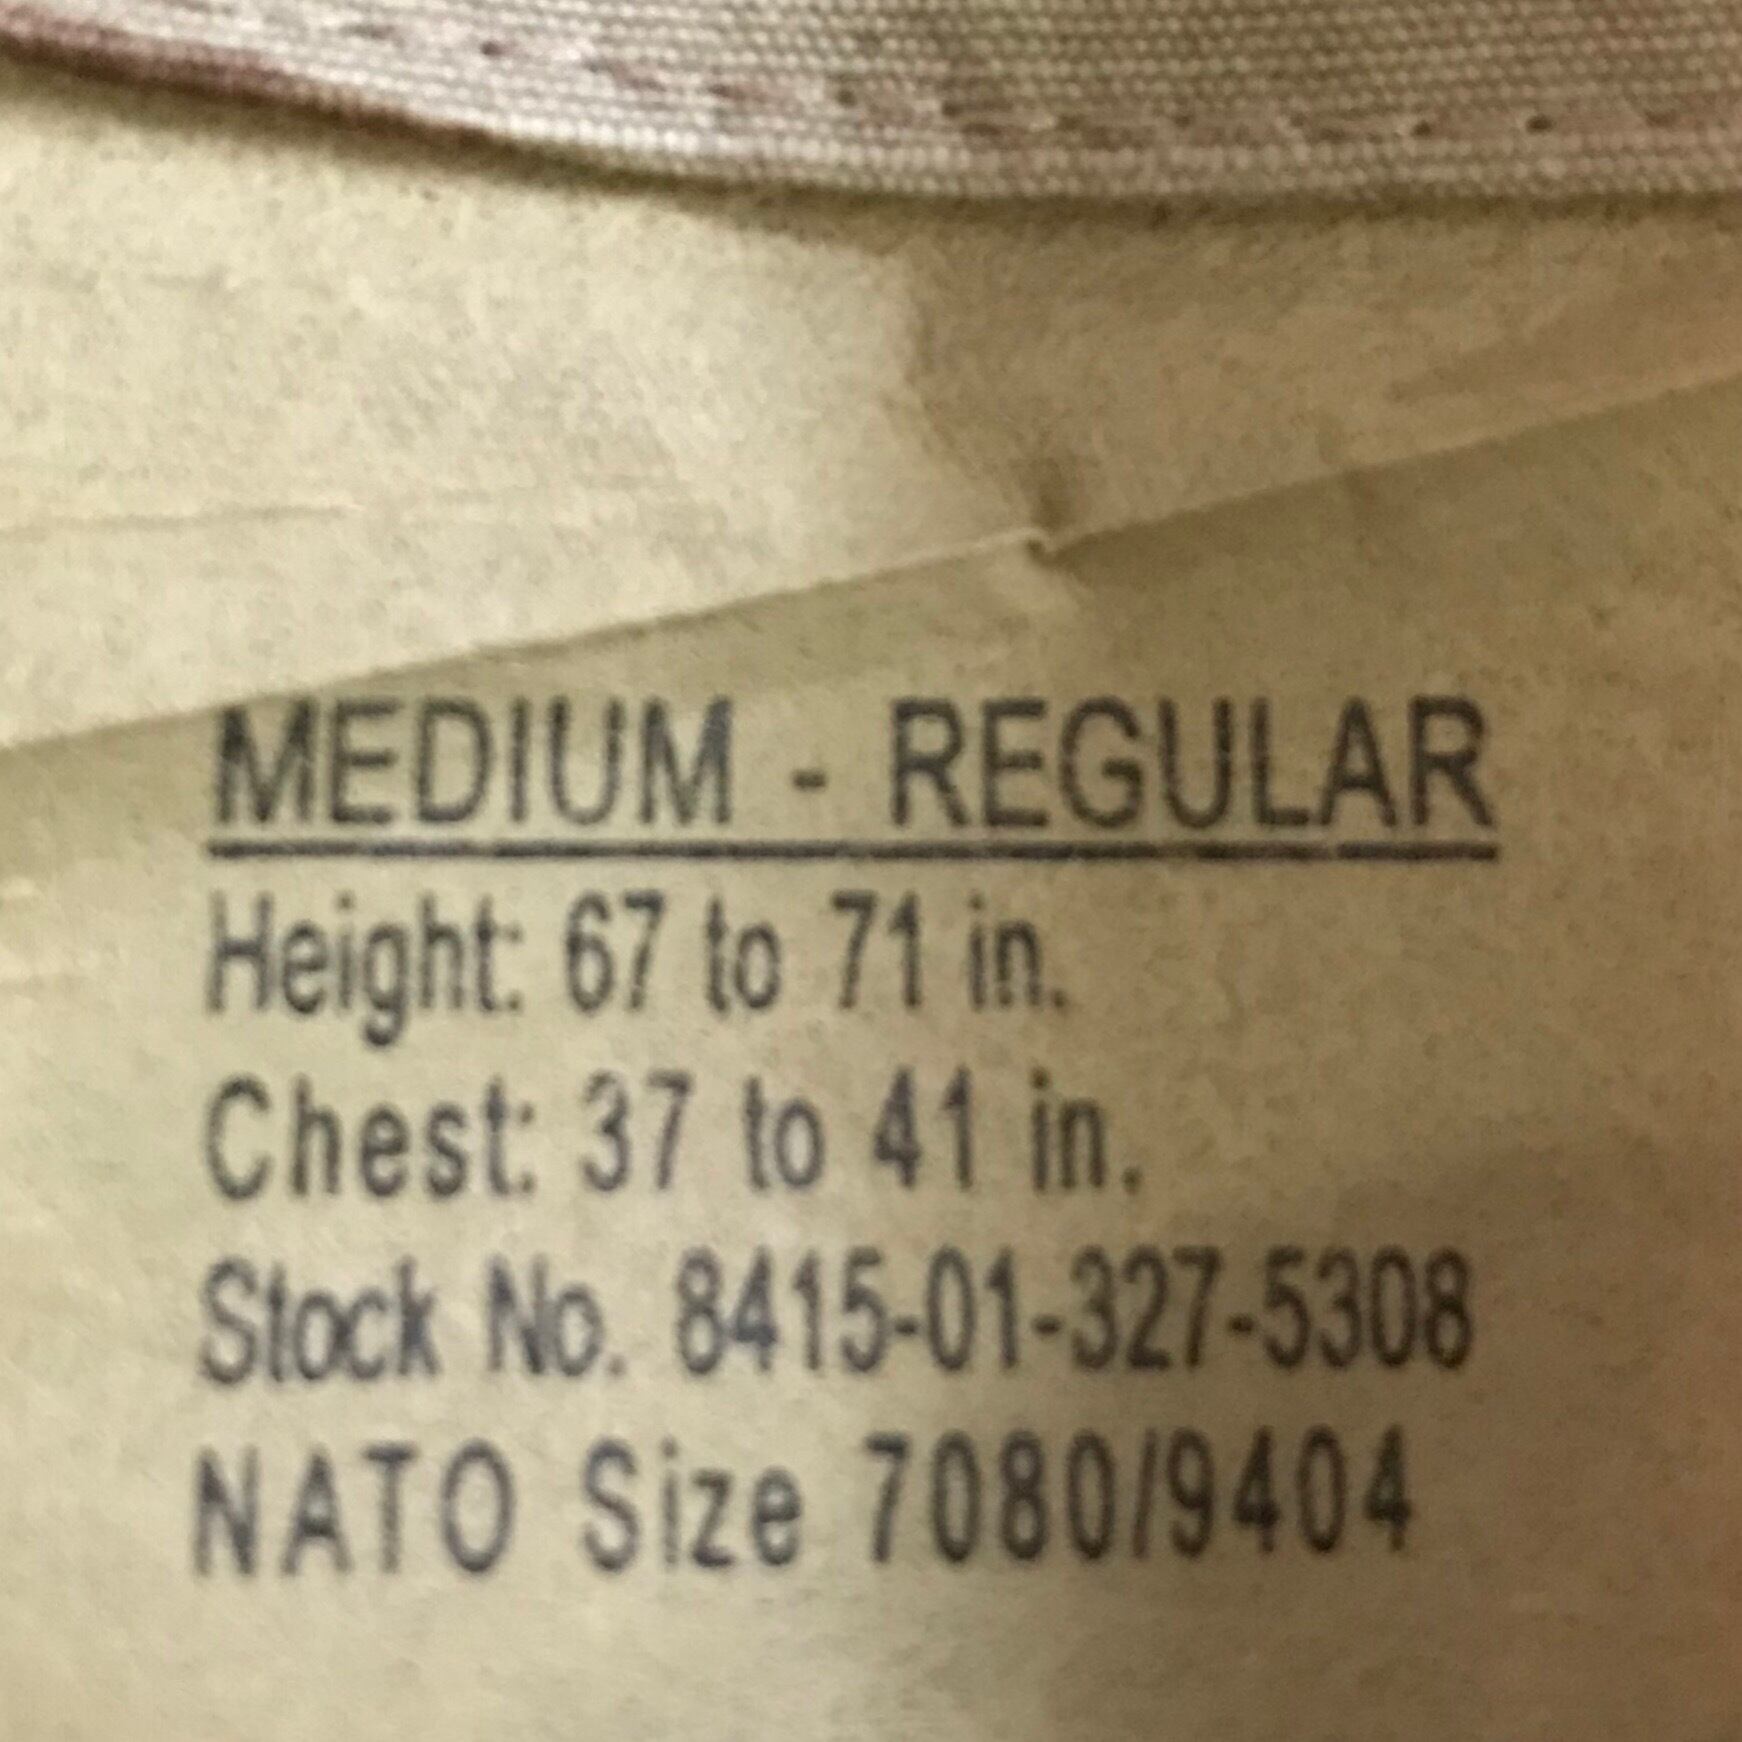 MEDIUM - REGULAR
Height: 67 to 71 in.
Chest: 37 to 41 in.
Stock No. 8415-01-327-5308
NATO Size 7080/9404